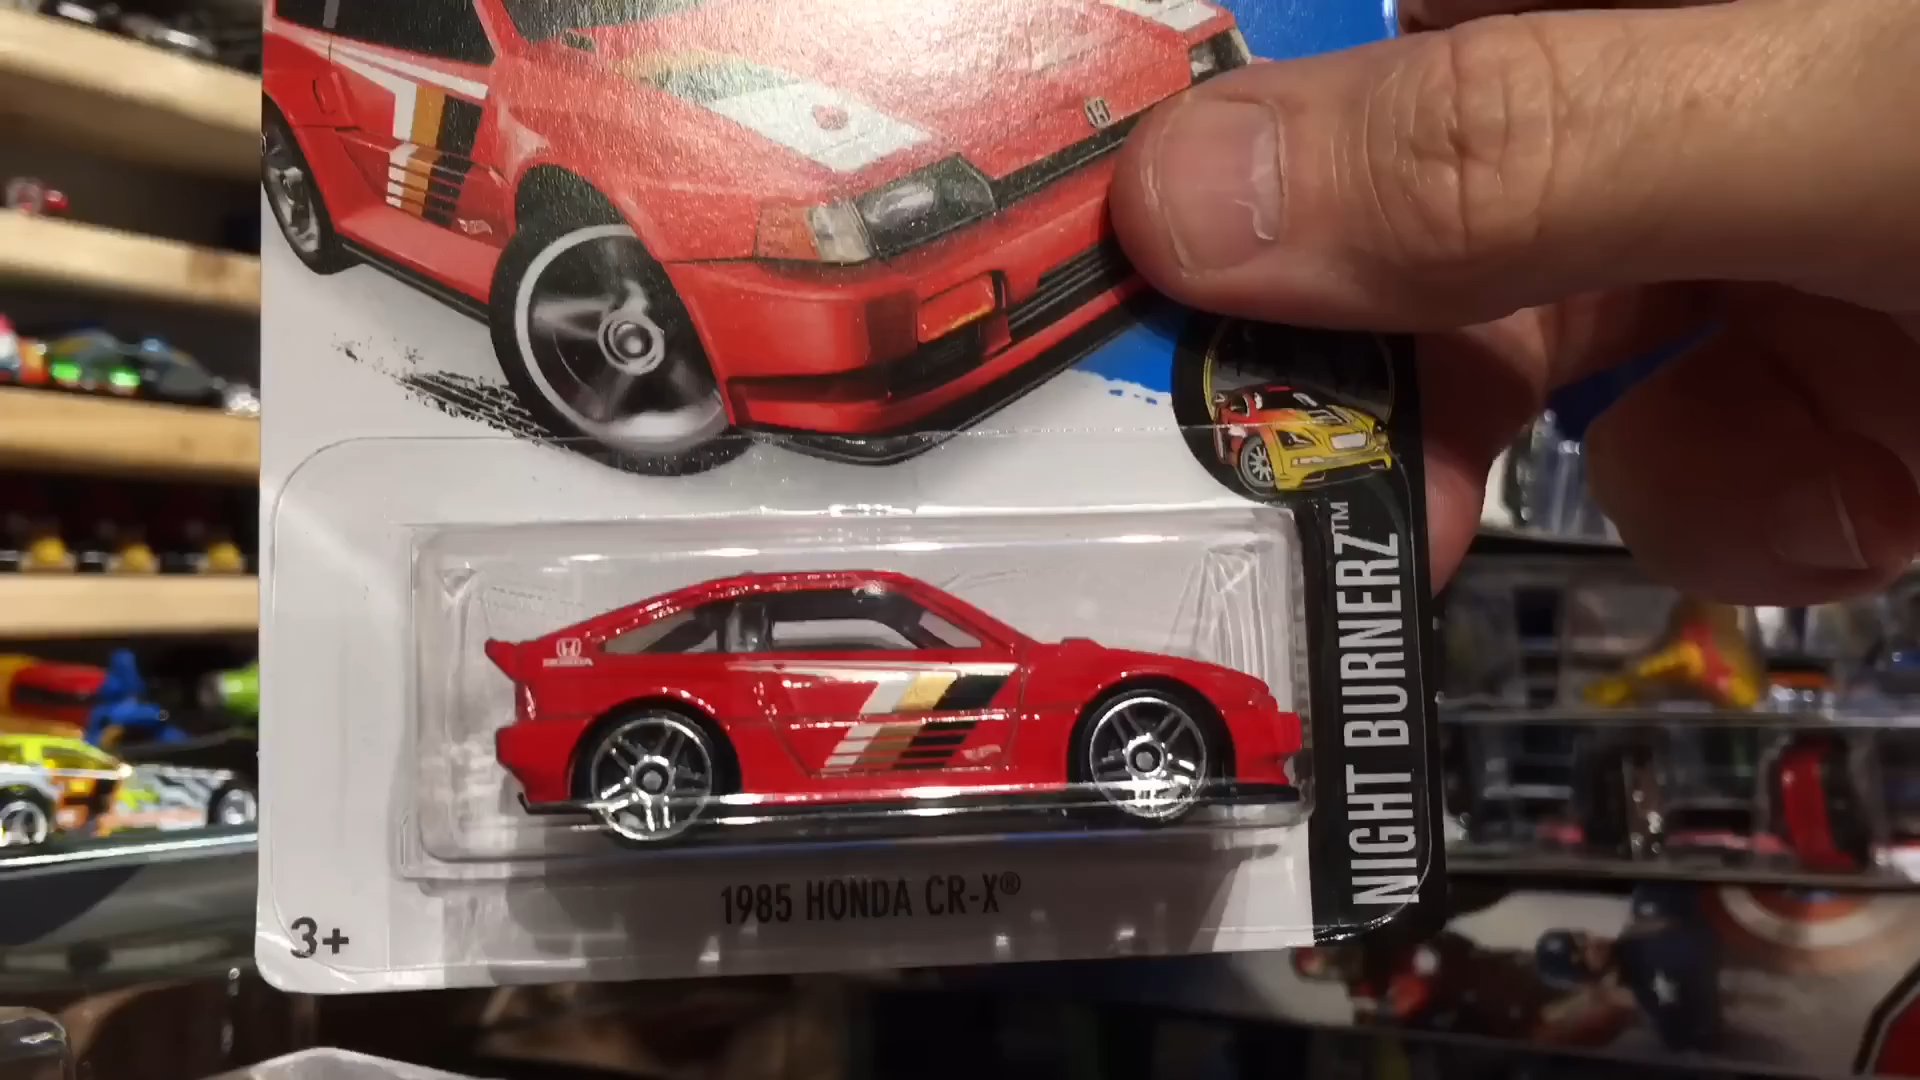 HONDA
NIGHT BURNERZ™
1985 HONDA CR-X®
3+